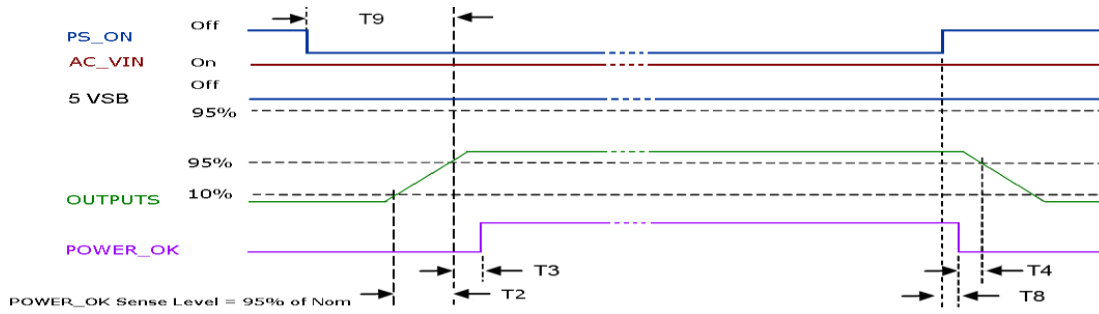 T9
Off
PS_ON
AC_VIN
On
Off
5 VSB
95%
95%
10%
OUTPUTS
POWER_OK
T3
T4
T2
T8
POWER_OK Sense Level = 95% of Nom